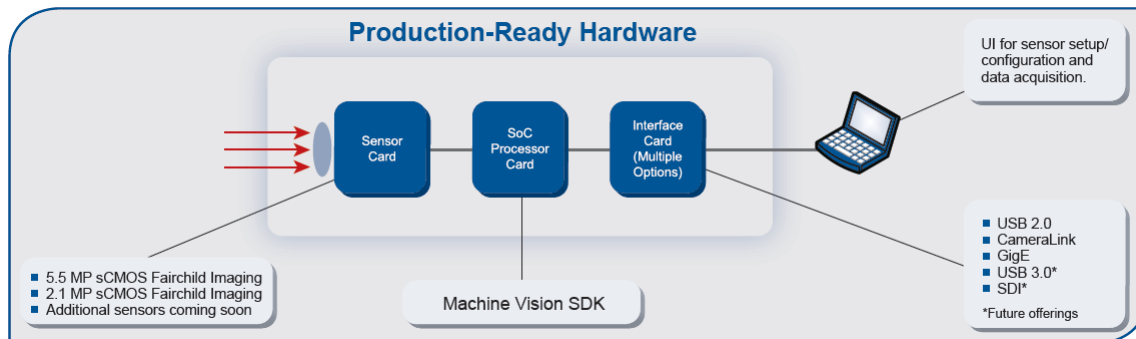 Production-Ready Hardware
UI for sensor setup/
configuration and
data acquisition.
Sensor
Card
SoC
Processor
Card
Interface
Card
(Multiple
Options)
5.5 MP sCMOS Fairchild Imaging
2.1 MP sCMOS Fairchild Imaging
Additional sensors coming soon
Machine Vision SDK
USB 2.0
CameraLink
GigE
USB 3.0*
SDI*
*Future offerings